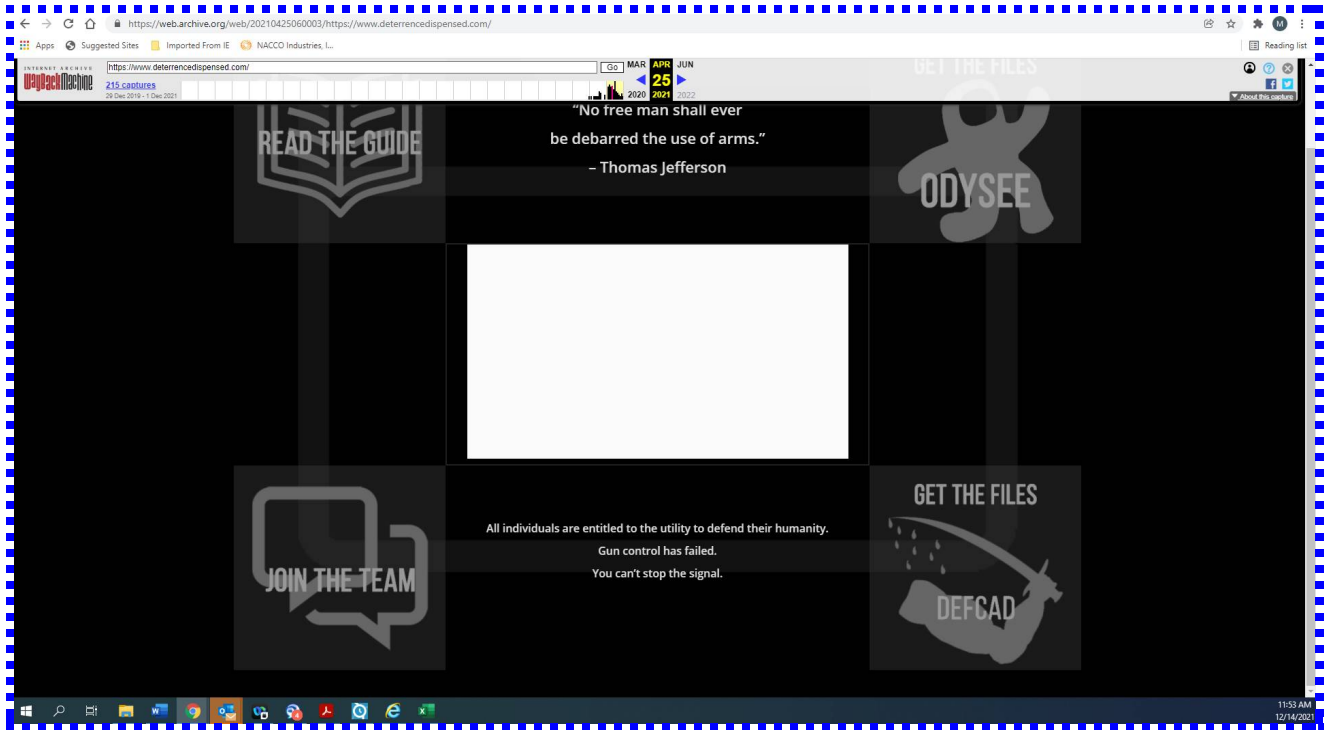 https://web.archive.org/web/20210425060003/https://www.deterrencedispensed.com/
M
Apps Suggested Sites Imported From IE NACCO Industries, I...
Reading list
INTERNET ARCHIVE
WayBackMachine
https://www.deterrencedispensed.com/
Go
MAR APR JUN
215 captures
25
29 Dec 2019 - 1 Dec 2021
2020 2021 2022
About this capture
GET THE FILES
"No free man shall ever
be debarred the use of arms."
– Thomas Jefferson
READ THE GUIDE
ODYSEE
All individuals are entitled to the utility to defend their humanity.
Gun control has failed.
You can't stop the signal.
JOIN THE TEAM
GET THE FILES
DEFCAD
11:53 AM
12/14/2021